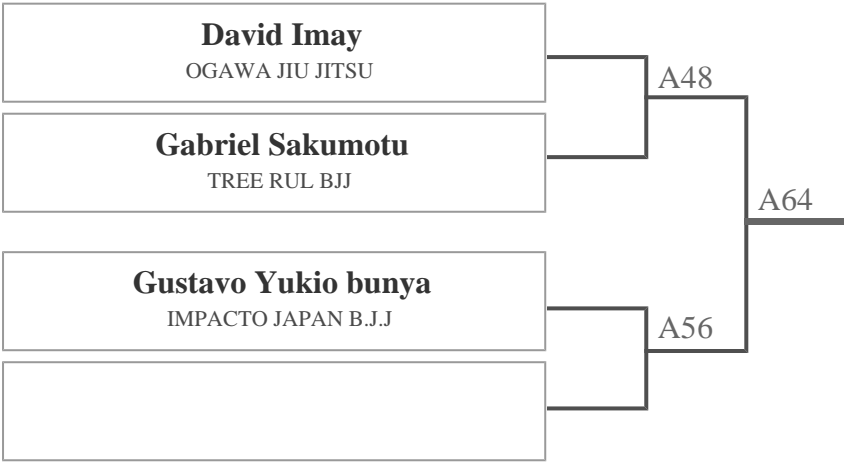 David Imay
OGAWA JIU JITSU
A48
Gabriel Sakumotu
TREE RUL BJJ
A64
Gustavo Yukio bunya
IMPACTO JAPAN B.J.J
A56